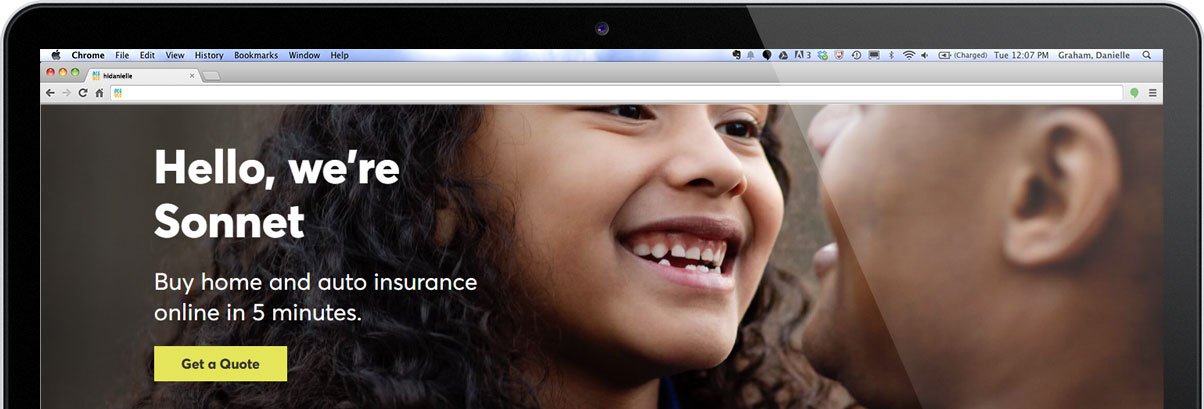 Chrome File Edit View History Bookmarks Window Help 3 (Charged) Tue 12:07 PM Graham, Danielle
hidanielle
Hello, we're
Sonnet
Buy home and auto insurance
online in 5 minutes.
Get a Quote